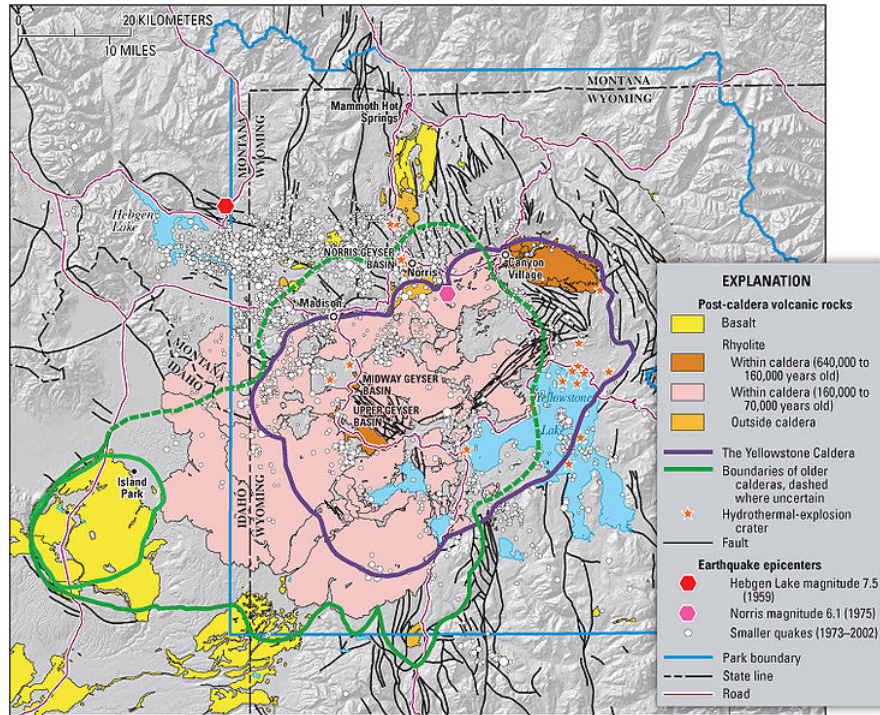 0
20 KILOMETERS
10 MILES
MONTANA
WYOMING
Mammoth Hot
Springs
MONTANA
WYOMING
Hebgen
Lake
NORRIS GEYSER
BASIN
Norris
Canyon
Village
Madison
MONTANA
IDAHO
MIDWAY GEYSER
BASIN
UPPER GEYSER
BASIN
Yellowstone
Lake
Island
Park
IDAHO
WYOMING
EXPLANATION
Post-caldera volcanic rocks
Basalt
Rhyolite
Within caldera (640,000 to
160,000 years old)
Within caldera (160,000 to
70,000 years old)
Outside caldera
The Yellowstone Caldera
Boundaries of older
calderas, dashed
where uncertain
Hydrothermal-explosion
crater
Fault
Earthquake epicenters
Hebgen Lake magnitude 7.5
(1959)
Norris magnitude 6.1 (1975)
Smaller quakes (1973–2002)
Park boundary
State line
Road